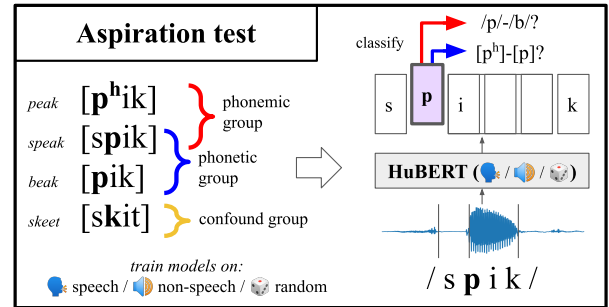 Aspiration test
peak [pʰik]
speak [spik]
beak [pik]
skeet [skit]
phonemic
group
phonetic
group
confound group
train models on:
speech / non-speech / random
classify
/p/-/b/?
[pʰ]-[p]?
s p i k
HuBERT ( / / )
/ s p i k /